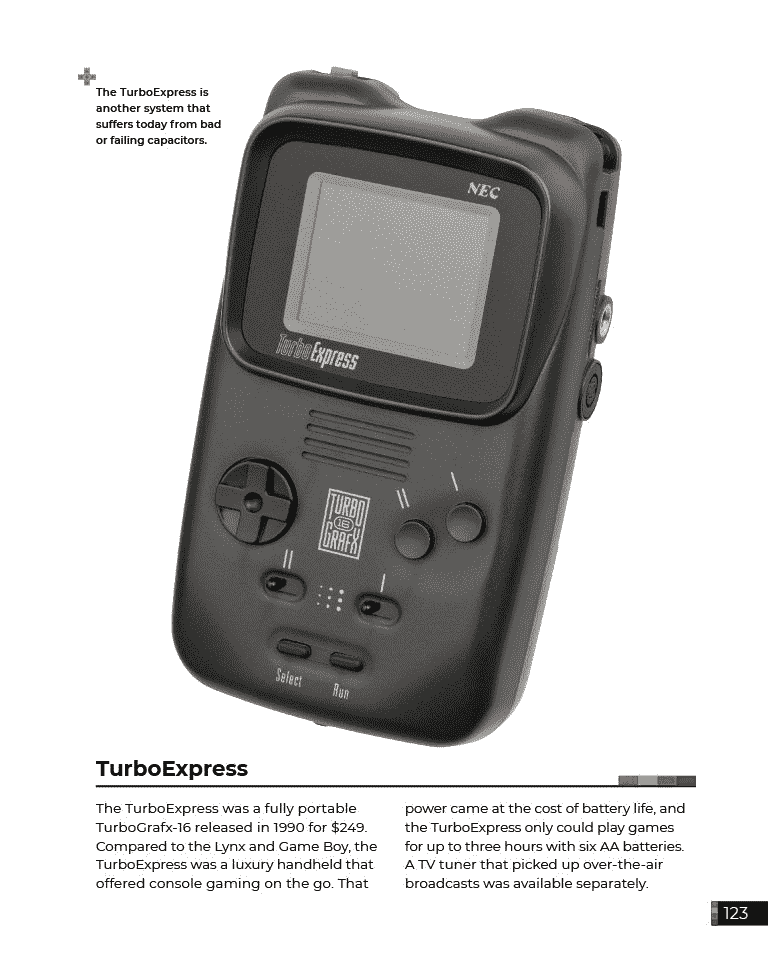 The TurboExpress is
another system that
suffers today from bad
or failing capacitors.
NEC
TurboExpress
TURBO
16
GRAFX
II
I
II
I
Select
Run
TurboExpress
The TurboExpress was a fully portable
TurboGrafx-16 released in 1990 for $249.
Compared to the Lynx and Game Boy, the
TurboExpress was a luxury handheld that
offered console gaming on the go. That
power came at the cost of battery life, and
the TurboExpress only could play games
for up to three hours with six AA batteries.
A TV tuner that picked up over-the-air
broadcasts was available separately.
123